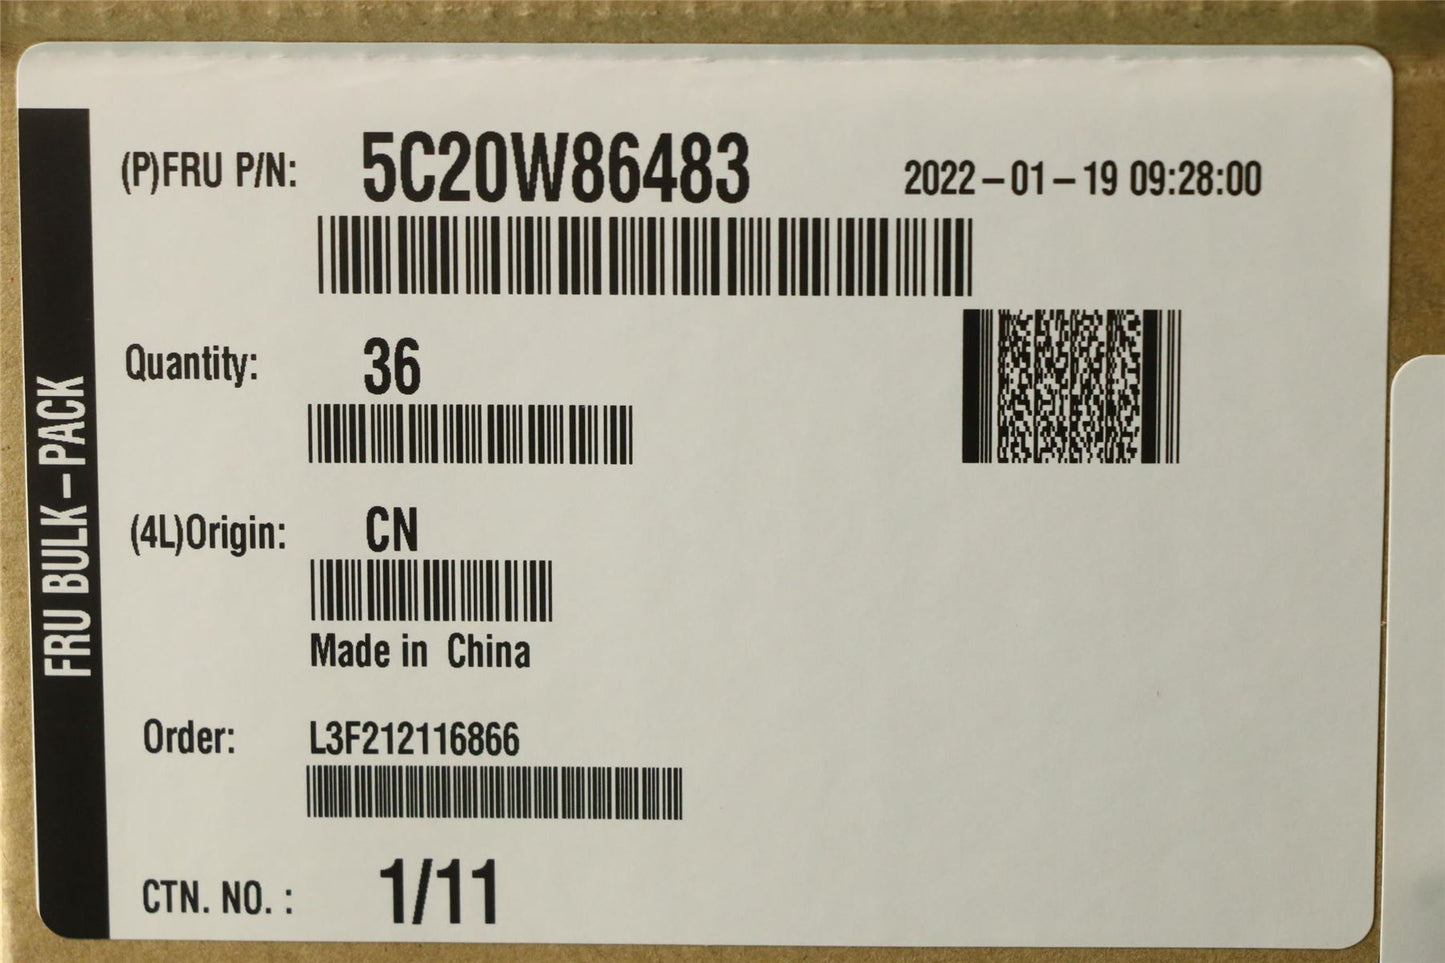 FRU BULK-PACK
(P)FRU P/N: 5C20W86483 2022-01-19 09:28:00
Quantity: 36
(4L)Origin: CN
Made in China
Order: L3F212116866
CTN. NO. : 1/11